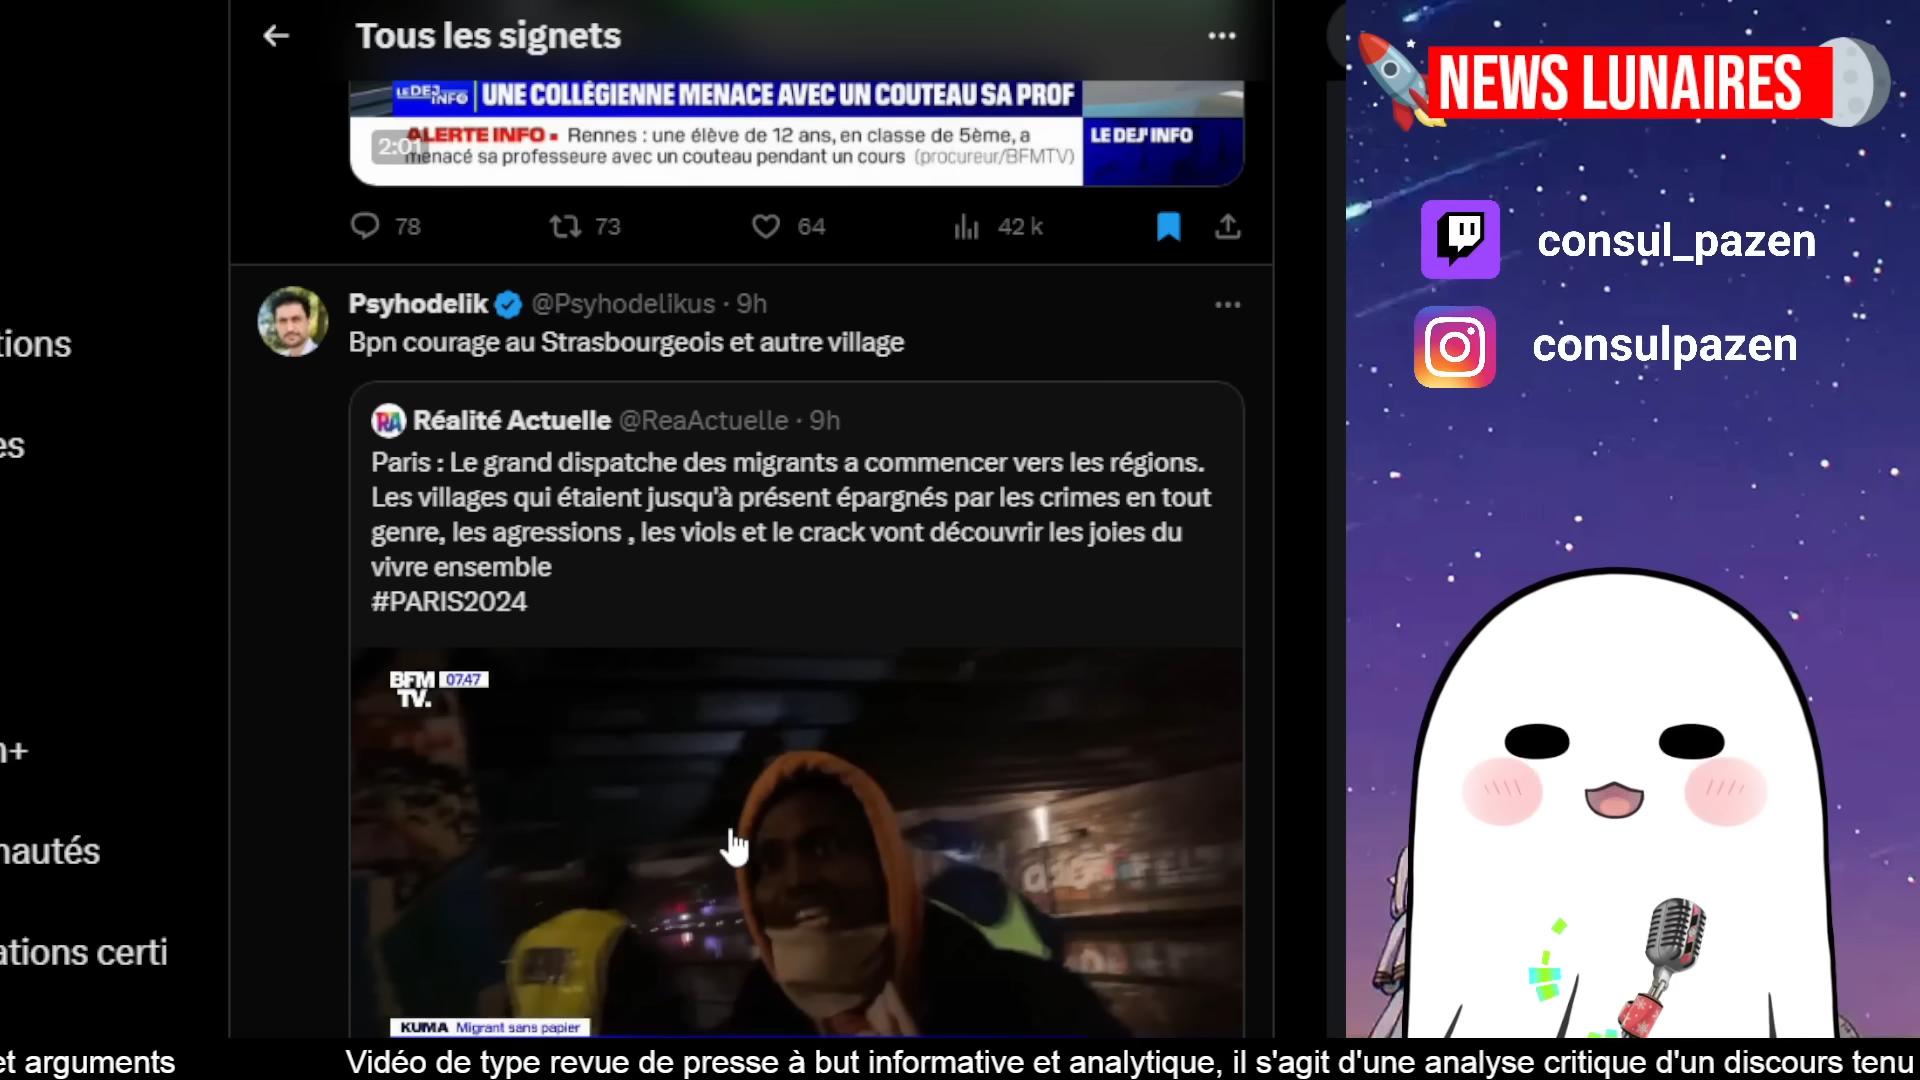 Tous les signets
LE DEJ INFO
UNE COLLÉGIENNE MENACE AVEC UN COUTEAU SA PROF
ALERTE INFO ▪ Rennes : une élève de 12 ans, en classe de 5ème, a
menacé sa professeure avec un couteau pendant un cours (procureur/BFMTV)
LE DEJ' INFO
2:01
78
73
64
42 k
Psyhodelik @Psyhodelikus · 9h
Bpn courage au Strasbourgeois et autre village
RA Réalité Actuelle @ReaActuelle · 9h
Paris : Le grand dispatche des migrants a commencer vers les régions.
Les villages qui étaient jusqu'à présent épargnés par les crimes en tout
genre, les agressions , les viols et le crack vont découvrir les joies du
vivre ensemble
#PARIS2024
BFM 07.47
TV.
KUMA Migrant sans papier
tions
es
n+
nautés
ations certi
NEWS LUNAIRES
consul_pazen
consulpazen
et arguments
Vidéo de type revue de presse à but informative et analytique, il s'agit d'une analyse critique d'un discours tenu